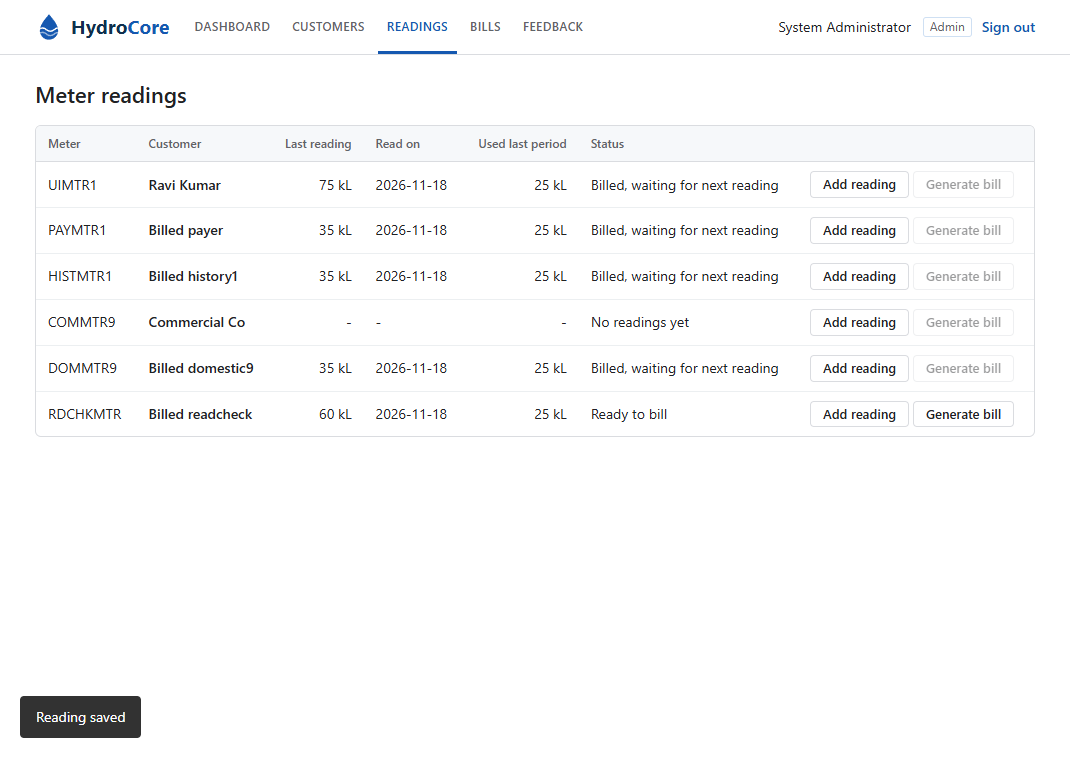 HydroCore DASHBOARD CUSTOMERS READINGS BILLS FEEDBACK System Administrator Admin Sign out
Meter readings
Meter Customer Last reading Read on Used last period Status
UIMTR1 Ravi Kumar 75 kL 2026-11-18 25 kL Billed, waiting for next reading Add reading Generate bill
PAYMTR1 Billed payer 35 kL 2026-11-18 25 kL Billed, waiting for next reading Add reading Generate bill
HISTMTR1 Billed history1 35 kL 2026-11-18 25 kL Billed, waiting for next reading Add reading Generate bill
COMMTR9 Commercial Co - - - No readings yet Add reading Generate bill
DOMMTR9 Billed domestic9 35 kL 2026-11-18 25 kL Billed, waiting for next reading Add reading Generate bill
RDCHKMTR Billed readcheck 60 kL 2026-11-18 25 kL Ready to bill Add reading Generate bill
Reading saved